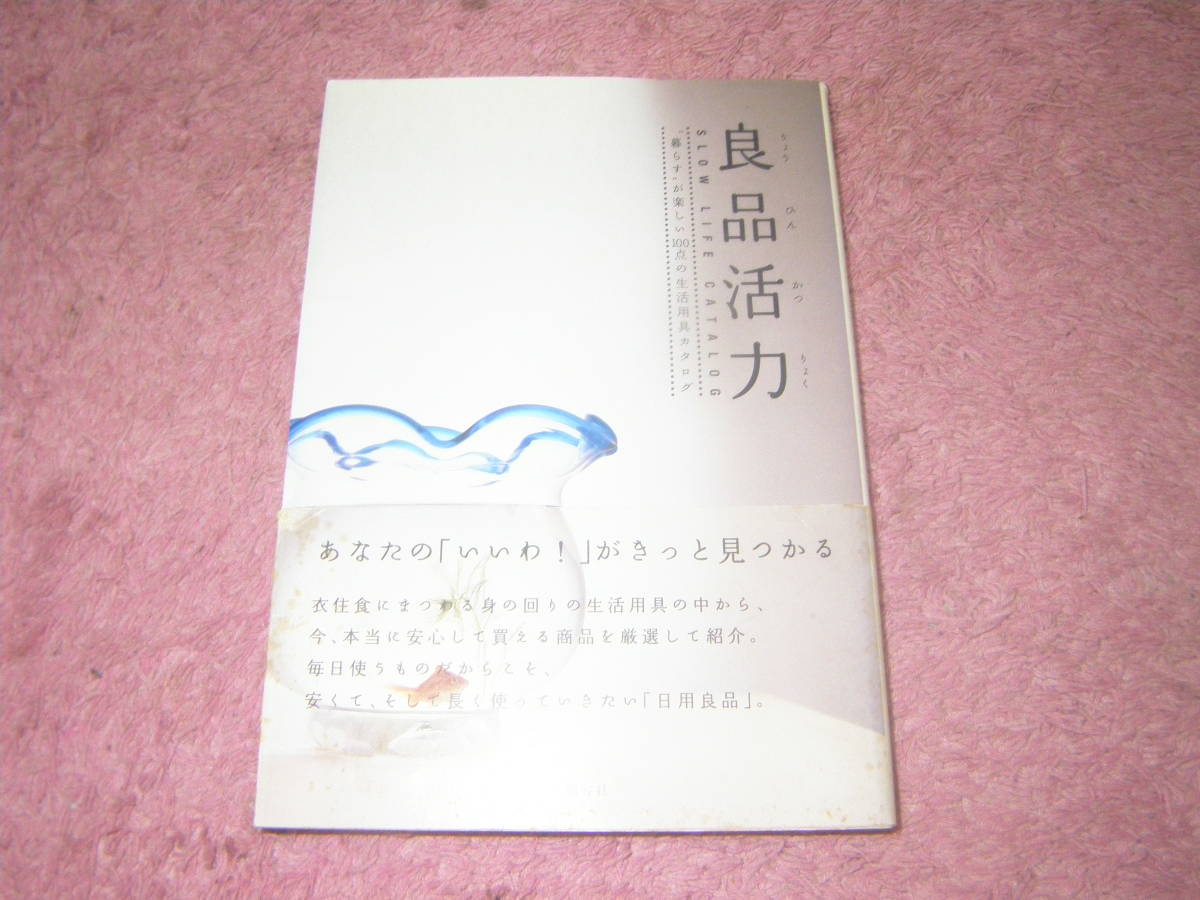 良品活力
りょう ひん かつ りょく
SLOW LIFE CATALOG
"暮らす"が楽しい100点の生活用具カタログ
あなたの「いいわ！」がきっと見つかる
衣住食にまつわる身の回りの生活用具の中から、
今、本当に安心して買える商品を厳選して紹介。
毎日使うものだからこそ、
安くて、そして長く使っていきたい「日用良品」。